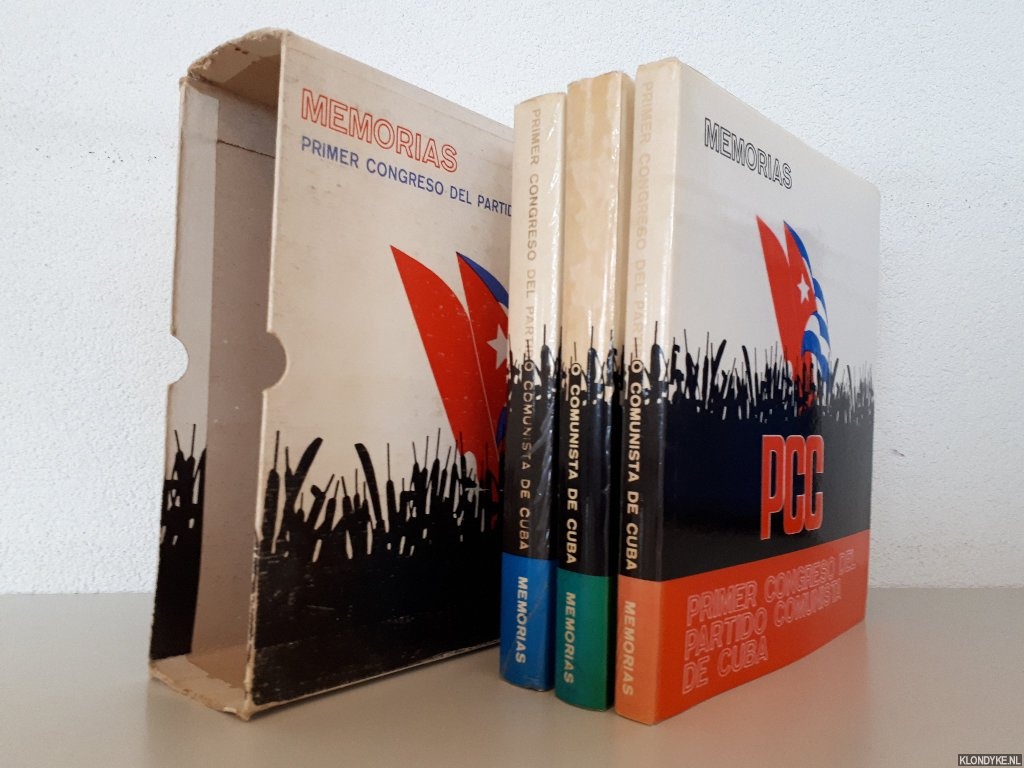 MEMORIAS
PRIMER CONGRESO DEL PARTID
PRIMER CONGRESO DEL PARTIDO COMUNISTA DE CUBA
MEMORIAS
O COMUNISTA DE CUBA
MEMORIAS
PRIMER CONGRESO DEL PARTIDO COMUNISTA DE CUBA
MEMORIAS
MEMORIAS
PCC
PRIMER CONGRESO DEL
PARTIDO COMUNISTA
DE CUBA
KLONDYKE.NL